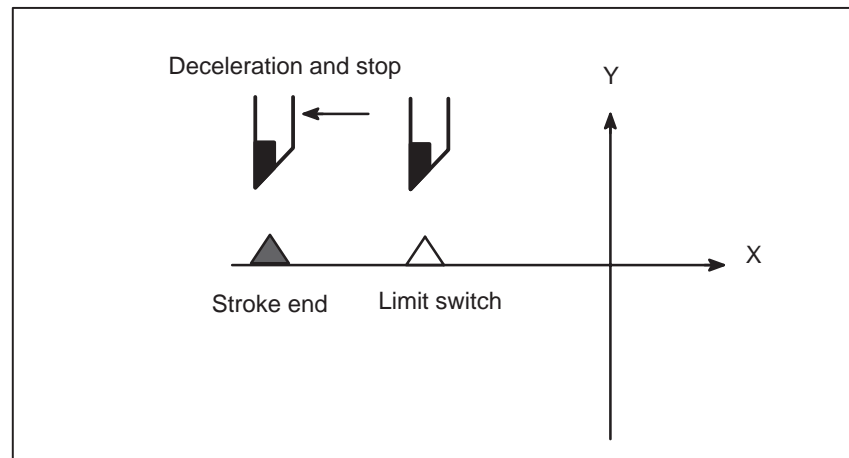 Deceleration and stop
Y
X
Stroke end
Limit switch